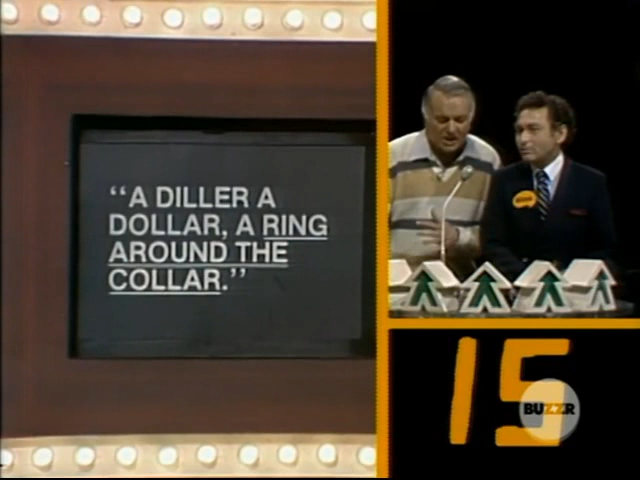 “A DILLER A
DOLLAR, A RING
AROUND THE
COLLAR.”
15
BUZZR